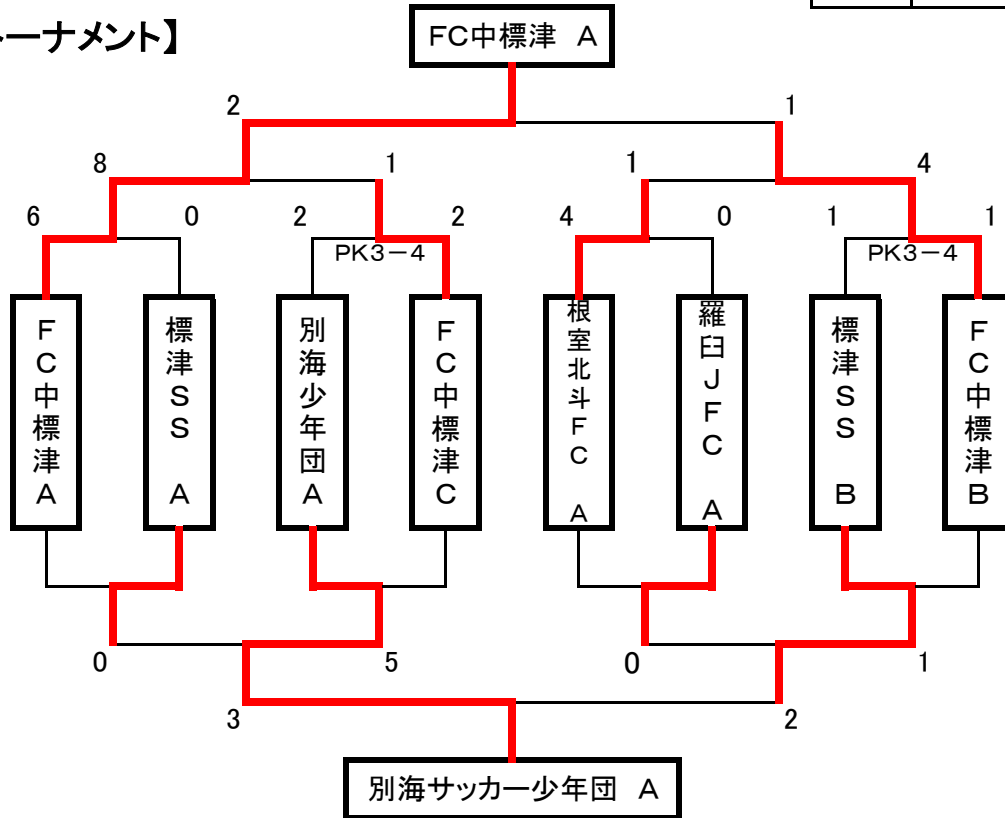 ーナメント】
FC中標津 A
2 1
8 1 1 4
6 0 2 2 4 0 1 1
PK3－4 PK3－4
FC中標津A
標津SS A
別海少年団A
FC中標津C
根室北斗FC A
羅臼JFC A
標津SS B
FC中標津B
0 5 0 1
3 2
別海サッカー少年団 A